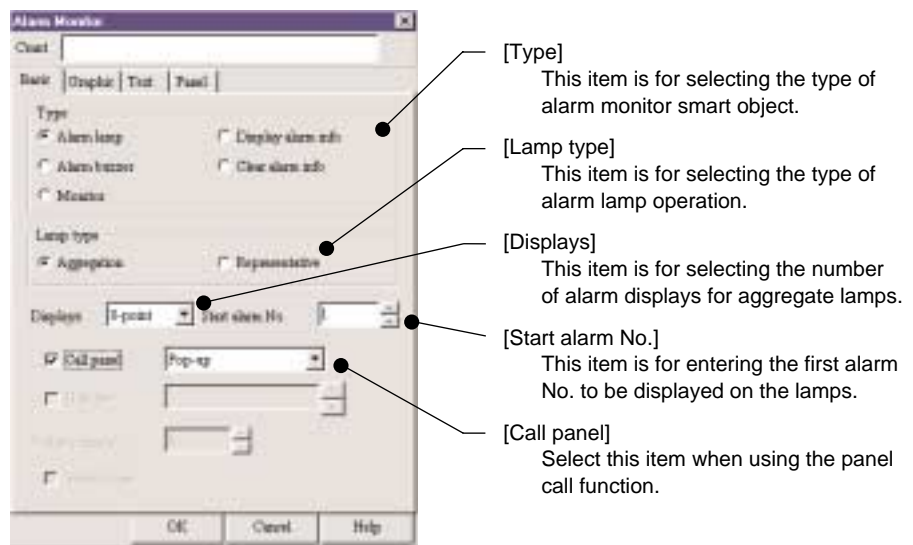 Alarm Monitor
Chart
Basic Graphic Text Panel
Type
Alarm lamp
Display alarm info
Alarm buzzer
Clear alarm info
Monitor
Lamp type
Aggregation
Representative
Displays 8-point Start alarm No.
Call panel Pop-up
OK Cancel Help
[Type]
This item is for selecting the type of
alarm monitor smart object.
[Lamp type]
This item is for selecting the type of
alarm lamp operation.
[Displays]
This item is for selecting the number
of alarm displays for aggregate lamps.
[Start alarm No.]
This item is for entering the first alarm
No. to be displayed on the lamps.
[Call panel]
Select this item when using the panel
call function.